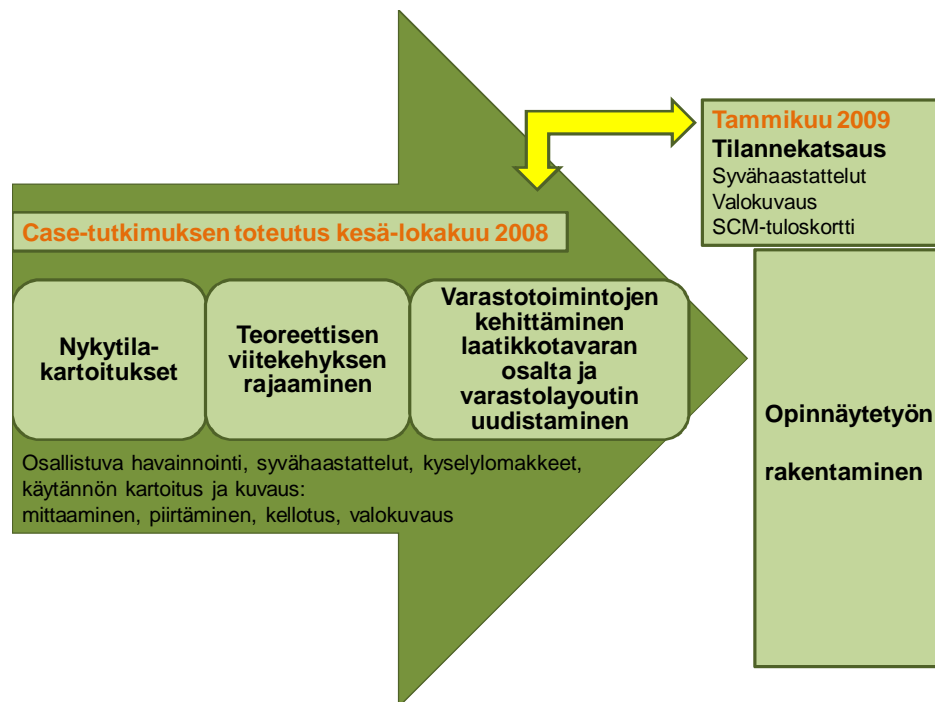 Case-tutkimuksen toteutus kesä-lokakuu 2008
Nykytila-
kartoitukset
Teoreettisen
viitekehyksen
rajaaminen
Varastotoimintojen
kehittäminen
laatikkotavaran
osalta ja
varastolayoutin
uudistaminen
Osallistuva havainnointi, syvähaastattelut, kyselylomakkeet,
käytännön kartoitus ja kuvaus:
mittaaminen, piirtäminen, kellotus, valokuvaus
Tammikuu 2009
Tilannekatsaus
Syvähaastattelut
Valokuvaus
SCM-tuloskortti
Opinnäytetyön
rakentaminen